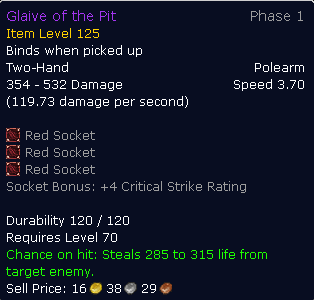 Glaive of the Pit Phase 1
Item Level 125
Binds when picked up
Two-Hand Polearm
354 - 532 Damage Speed 3.70
(119.73 damage per second)
Red Socket
Red Socket
Red Socket
Socket Bonus: +4 Critical Strike Rating
Durability 120 / 120
Requires Level 70
Chance on hit: Steals 285 to 315 life from
target enemy.
Sell Price: 16 38 29